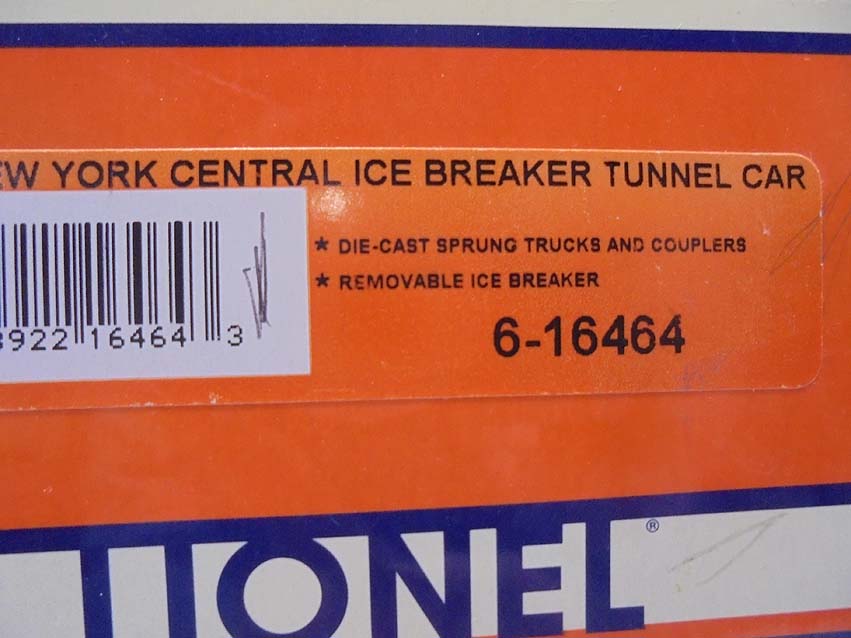 EW YORK CENTRAL ICE BREAKER TUNNEL CAR
★ DIE-CAST SPRUNG TRUCKS AND COUPLERS
★ REMOVABLE ICE BREAKER
6-16464
922 16464 3
LIONEL®